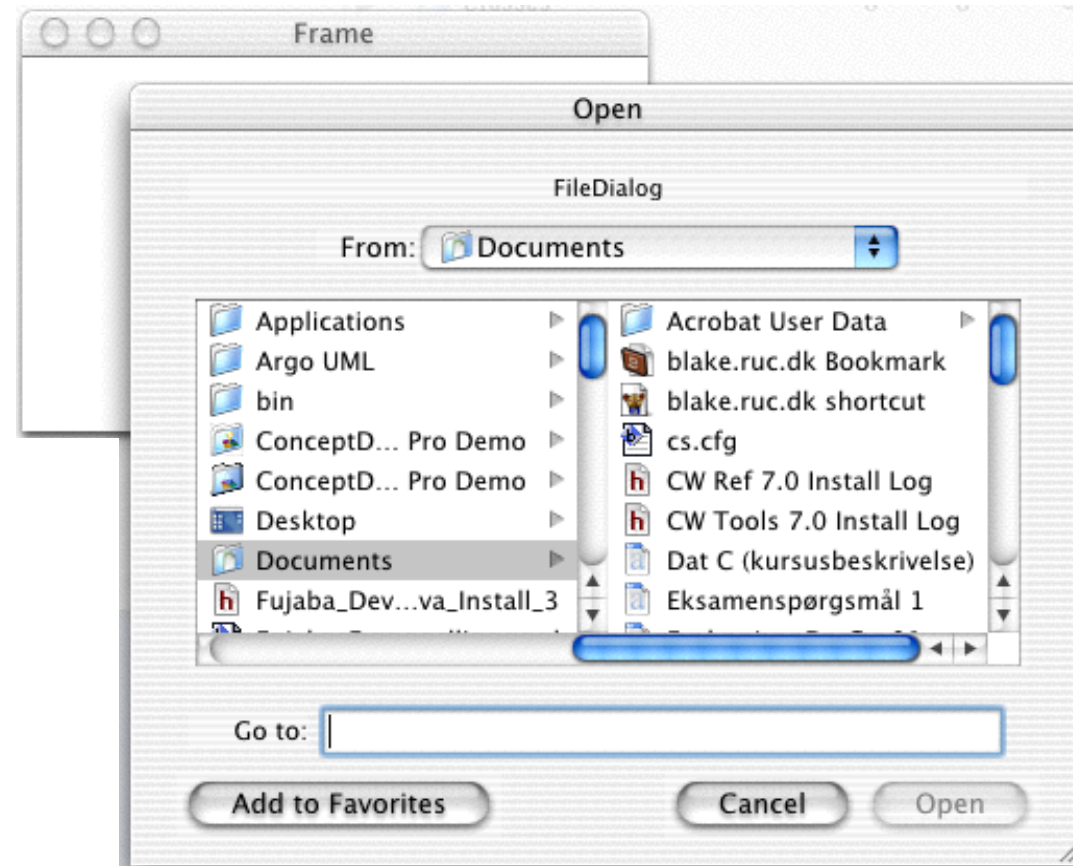 Frame
Open
FileDialog
From: Documents
Applications
Argo UML
bin
ConceptD... Pro Demo
ConceptD... Pro Demo
Desktop
Documents
Fujaba_Dev...va_Install_3
Acrobat User Data
blake.ruc.dk Bookmark
blake.ruc.dk shortcut
cs.cfg
CW Ref 7.0 Install Log
CW Tools 7.0 Install Log
Dat C (kursusbeskrivelse)
Eksamenspørgsmål 1
Go to:
Add to Favorites
Cancel
Open